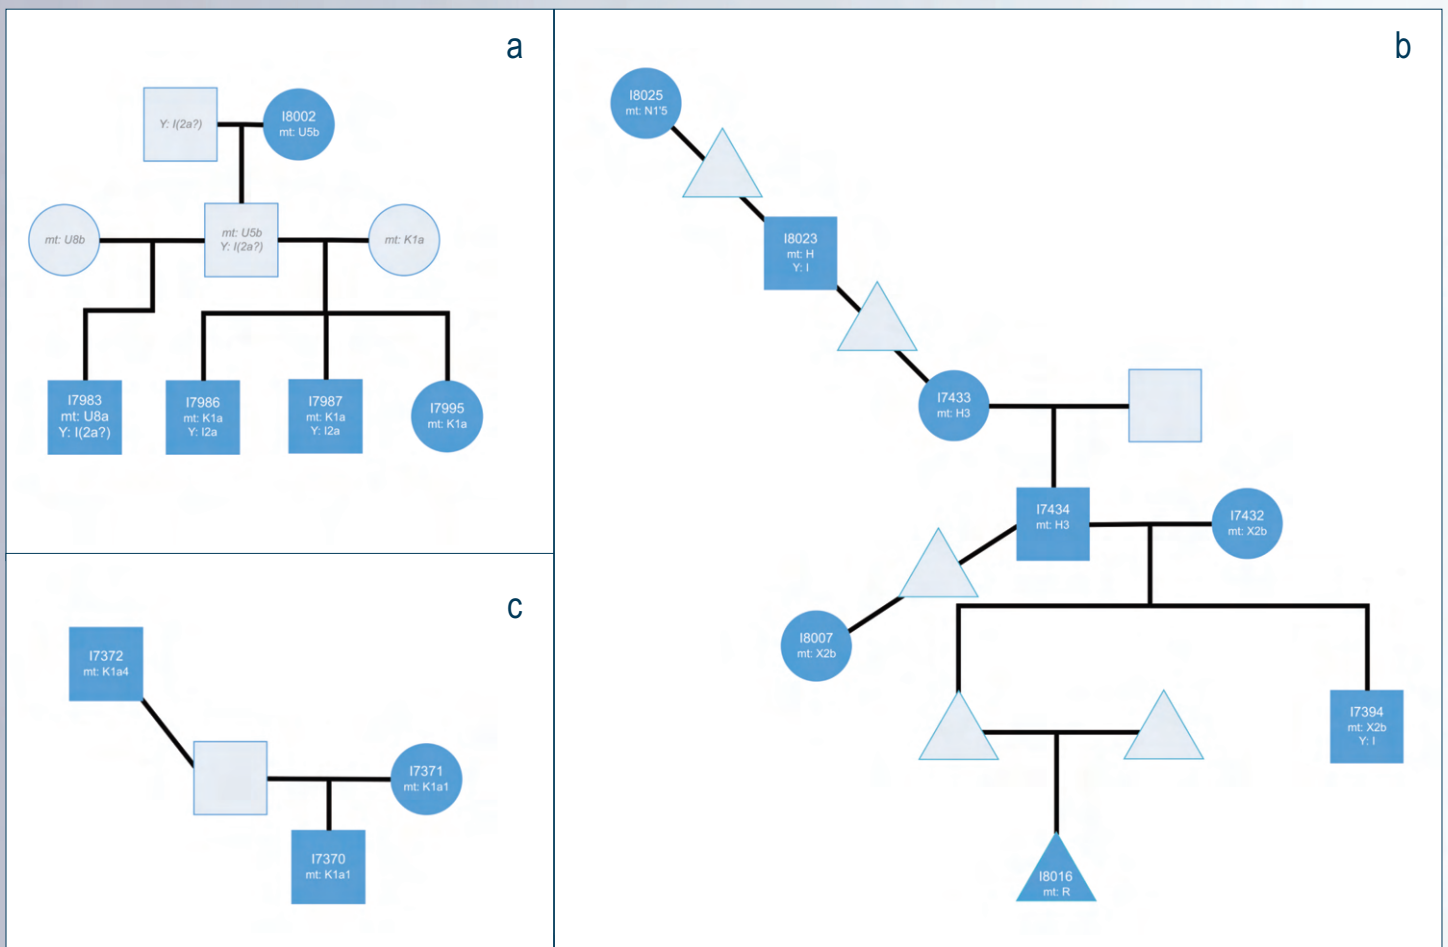 a
Y: I(2a?)
I8002
mt: U5b
mt: U8b
mt: U5b
Y: I(2a?)
mt: K1a
I7983
mt: U8a
Y: I(2a?)
I7986
mt: K1a
Y: I2a
I7987
mt: K1a
Y: I2a
I7995
mt: K1a
b
I8025
mt: N1'5
I8023
mt: H
Y: I
I7433
mt: H3
I7434
mt: H3
I7432
mt: X2b
I8007
mt: X2b
I7394
mt: X2b
Y: I
I8016
mt: R
c
I7372
mt: K1a4
I7371
mt: K1a1
I7370
mt: K1a1